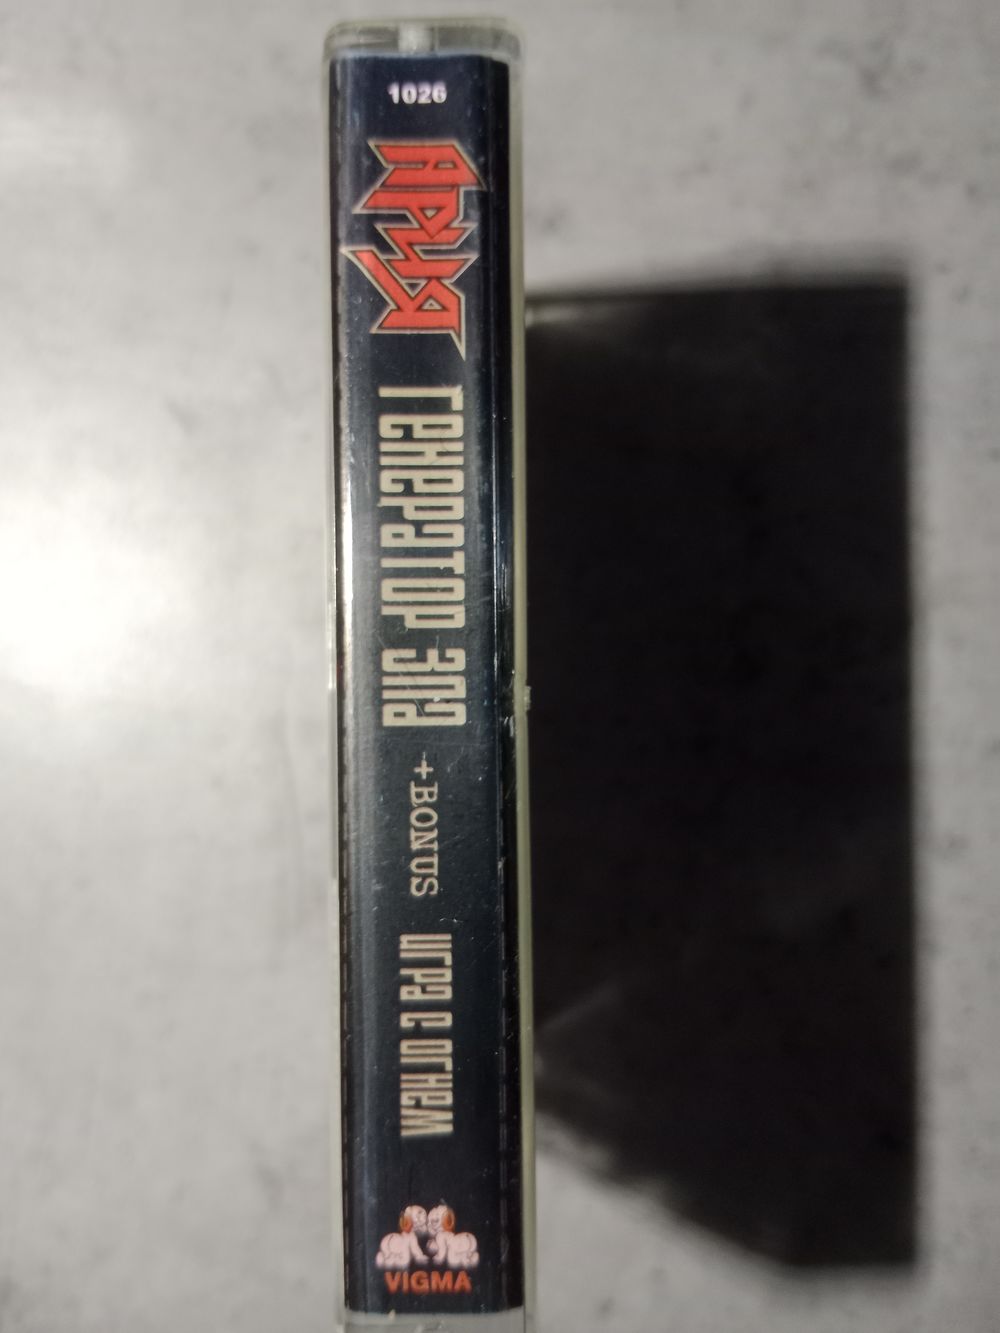 1026
АРИЯ
генератор зла
+BONUS
игра с огнем
VIGMA